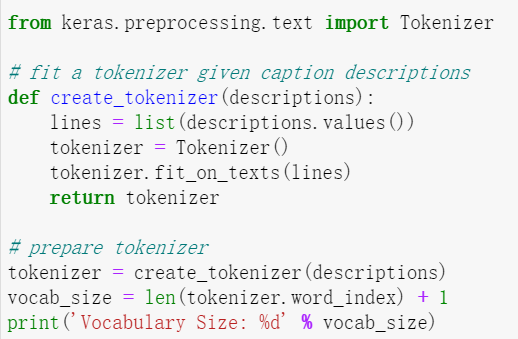 from keras.preprocessing.text import Tokenizer
# fit a tokenizer given caption descriptions
def create_tokenizer(descriptions):
    lines = list(descriptions.values())
    tokenizer = Tokenizer()
    tokenizer.fit_on_texts(lines)
    return tokenizer
# prepare tokenizer
tokenizer = create_tokenizer(descriptions)
vocab_size = len(tokenizer.word_index) + 1
print('Vocabulary Size: %d' % vocab_size)